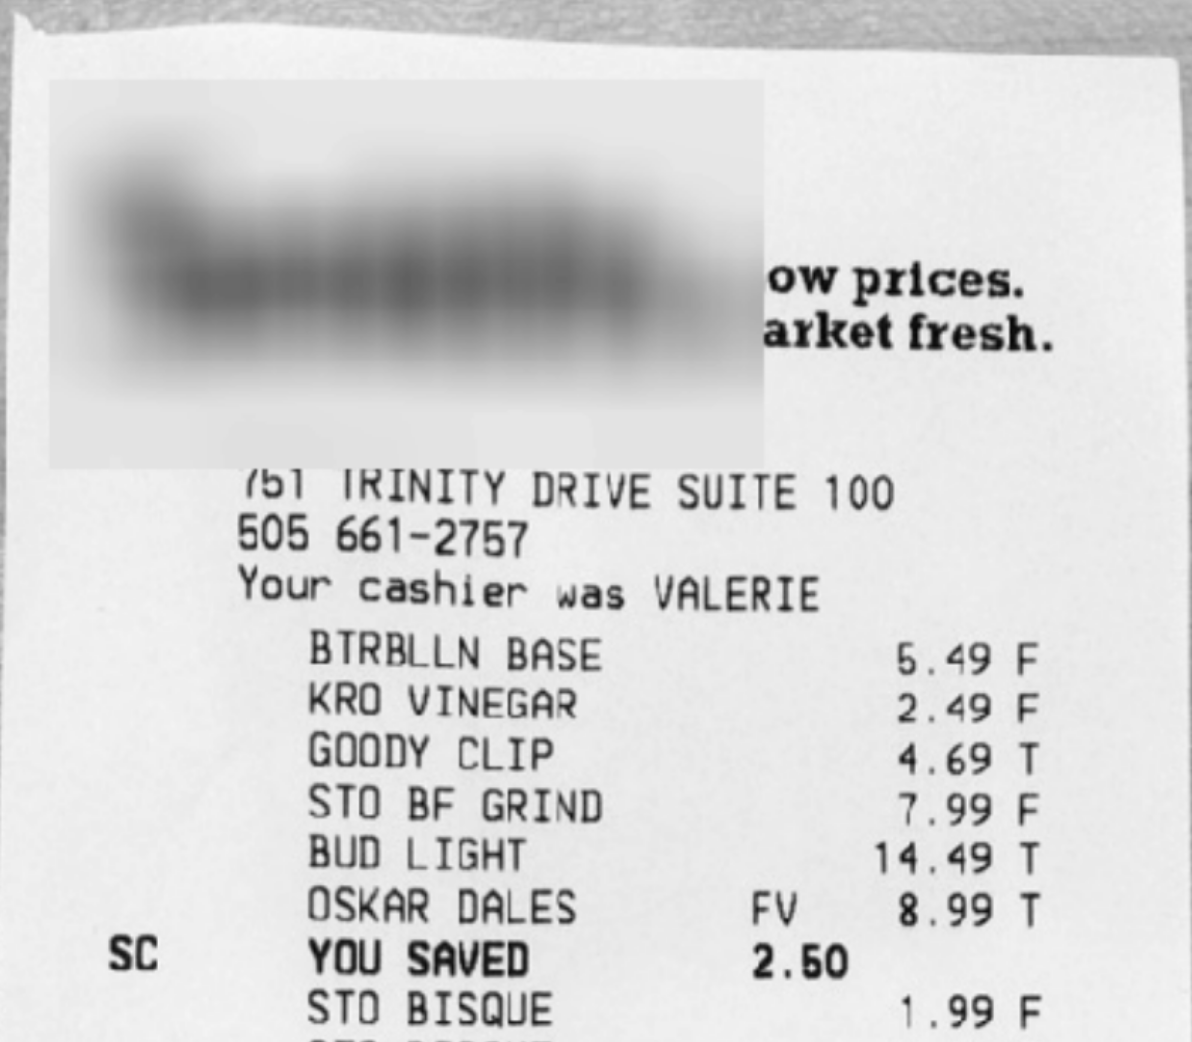 ow prices.
arket fresh.
751 TRINITY DRIVE SUITE 100
505 661-2757
Your cashier was VALERIE
BTRBLLN BASE 5.49 F
KRO VINEGAR 2.49 F
GOODY CLIP 4.69 T
STO BF GRIND 7.99 F
BUD LIGHT 14.49 T
OSKAR DALES FV 8.99 T
SC YOU SAVED 2.50
STO BISQUE 1.99 F